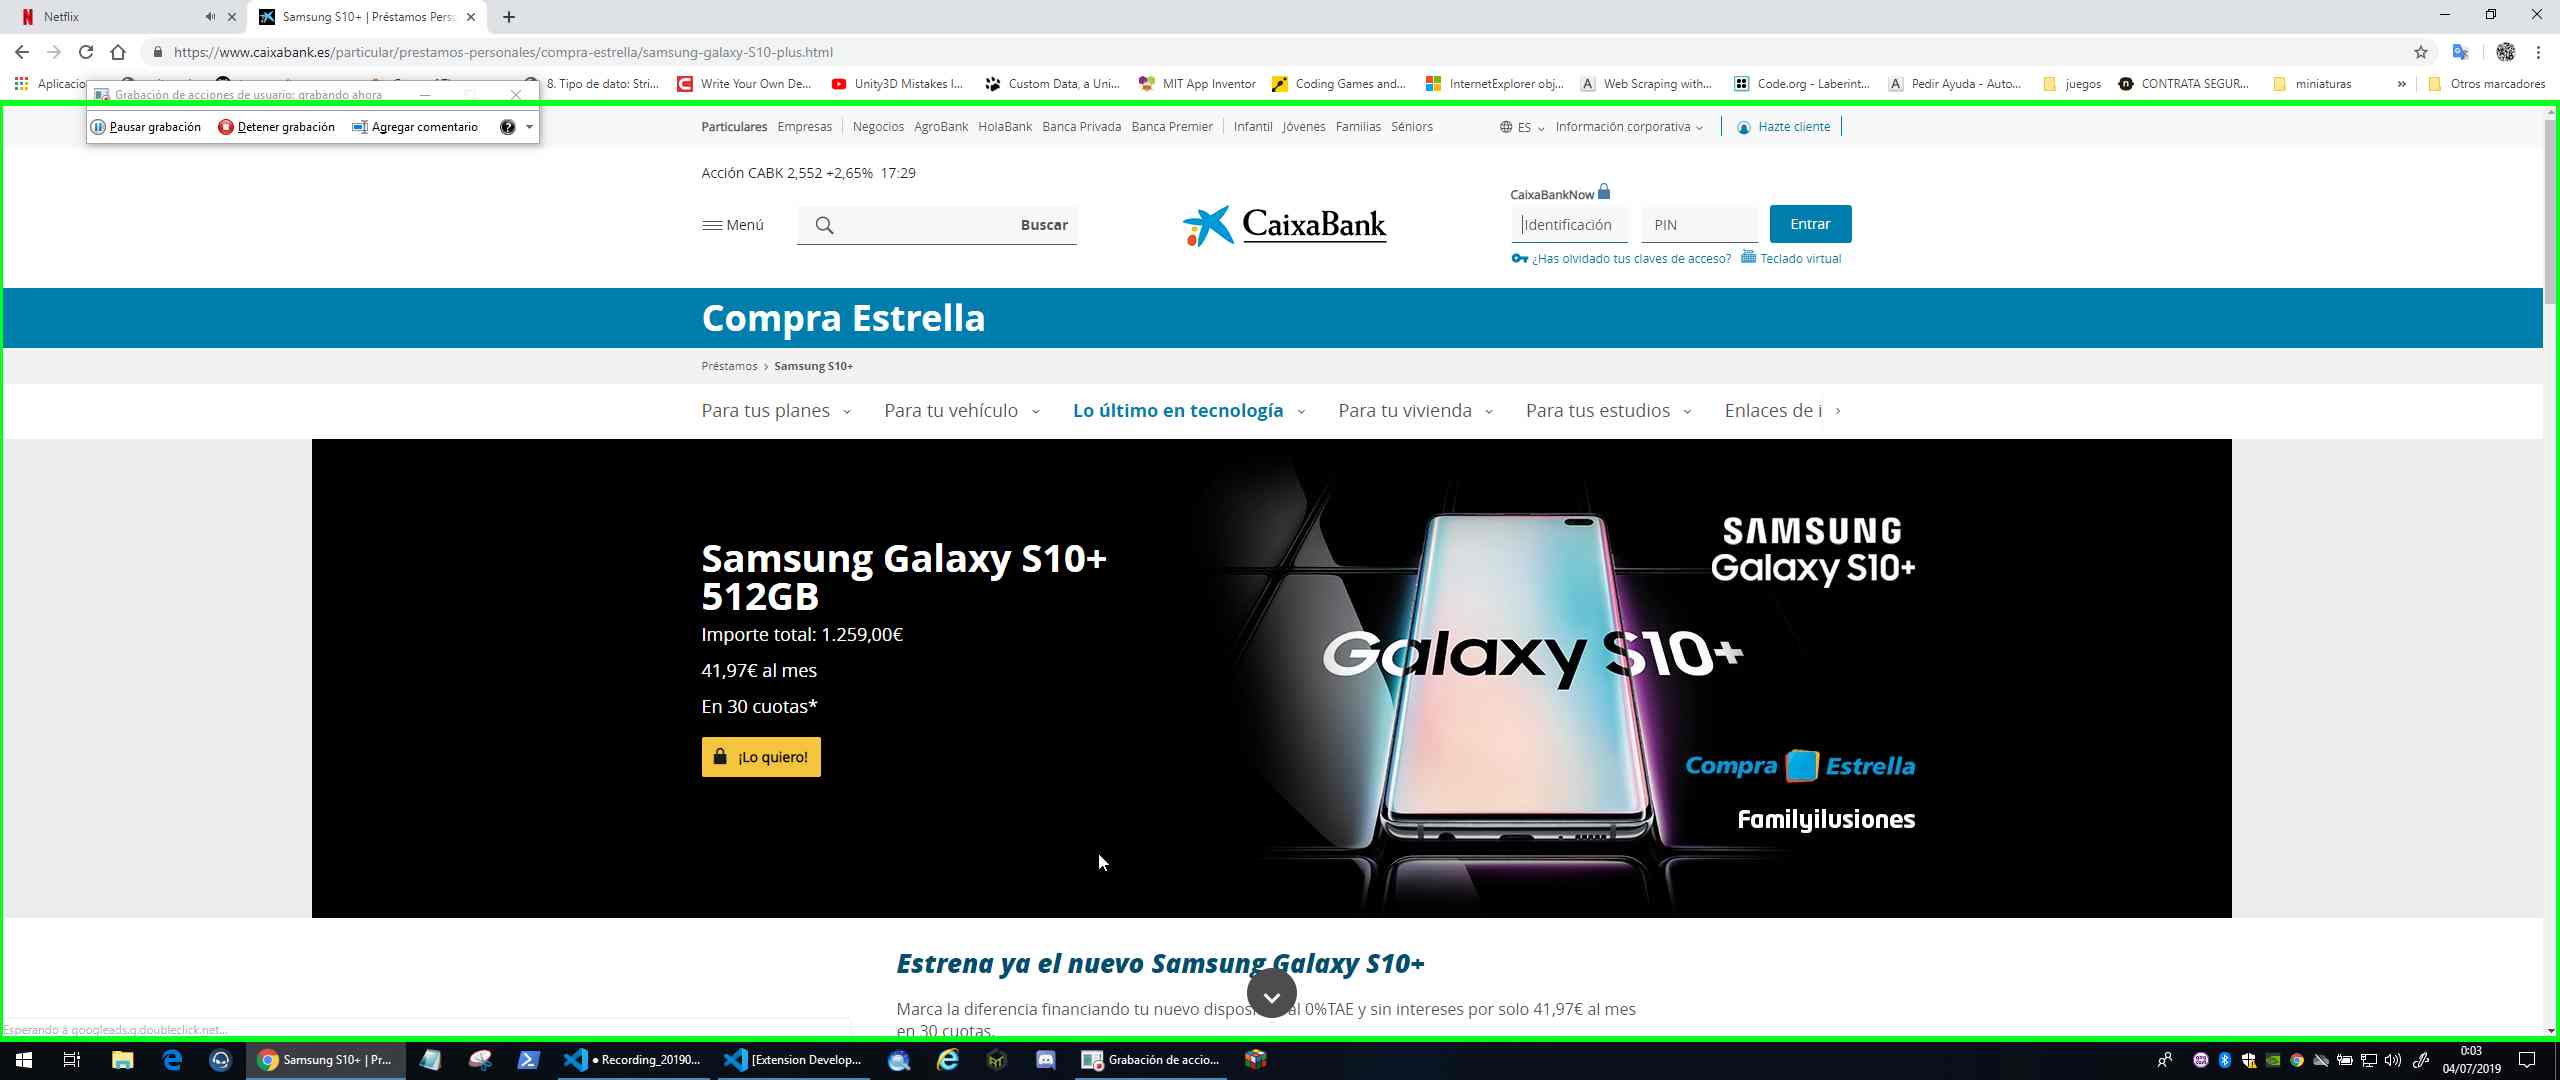 Netflix
Samsung S10+ | Préstamos Pers
https://www.caixabank.es/particular/prestamos-personales/compra-estrella/samsung-galaxy-S10-plus.html
Aplicacio
8. Tipo de dato: Stri...
Write Your Own De...
Unity3D Mistakes I...
Custom Data, a Uni...
MIT App Inventor
Coding Games and...
InternetExplorer obj...
Web Scraping with...
Code.org - Laberint...
Pedir Ayuda - Auto...
juegos
CONTRATA SEGUR...
miniaturas
»
Otros marcadores
Grabación de acciones de usuario: grabando ahora
Pausar grabación
Detener grabación
Agregar comentario
Particulares Empresas Negocios AgroBank HolaBank Banca Privada Banca Premier Infantil Jóvenes Familias Séniors
ES
Información corporativa
Hazte cliente
Acción CABK 2,552 +2,65% 17:29
CaixaBankNow
Menú
Buscar
CaixaBank
Identificación
PIN
Entrar
¿Has olvidado tus claves de acceso?
Teclado virtual
Compra Estrella
Préstamos > Samsung S10+
Para tus planes
Para tu vehículo
Lo último en tecnología
Para tu vivienda
Para tus estudios
Enlaces de i
Samsung Galaxy S10+
512GB
Importe total: 1.259,00€
41,97€ al mes
En 30 cuotas*
¡Lo quiero!
SAMSUNG
Galaxy S10+
Galaxy S10+
Compra Estrella
Familyilusiones
Estrena ya el nuevo Samsung Galaxy S10+
Marca la diferencia financiando tu nuevo disposi al 0%TAE y sin intereses por solo 41,97€ al mes
en 30 cuotas.
Esperando a googleads.g.doubleclick.net...
Samsung S10+ | Pr...
● Recording_20190...
[Extension Develop...
Grabación de accio...
0:03
04/07/2019